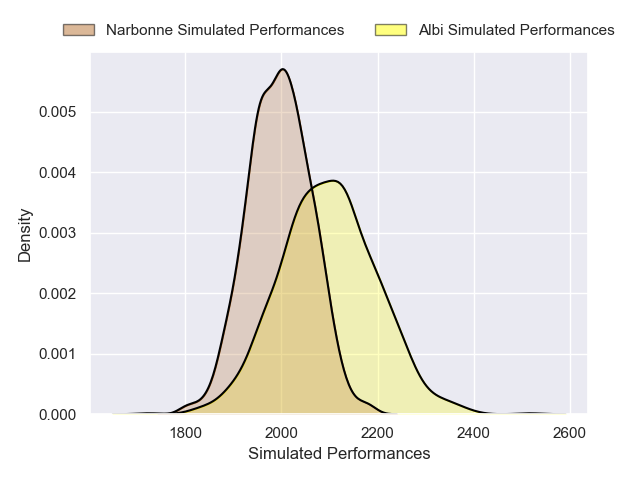 Narbonne Simulated Performances Albi Simulated Performances
0.005
0.004
0.003
0.002
0.001
0.000
Density
1800 2000 2200 2400 2600
Simulated Performances